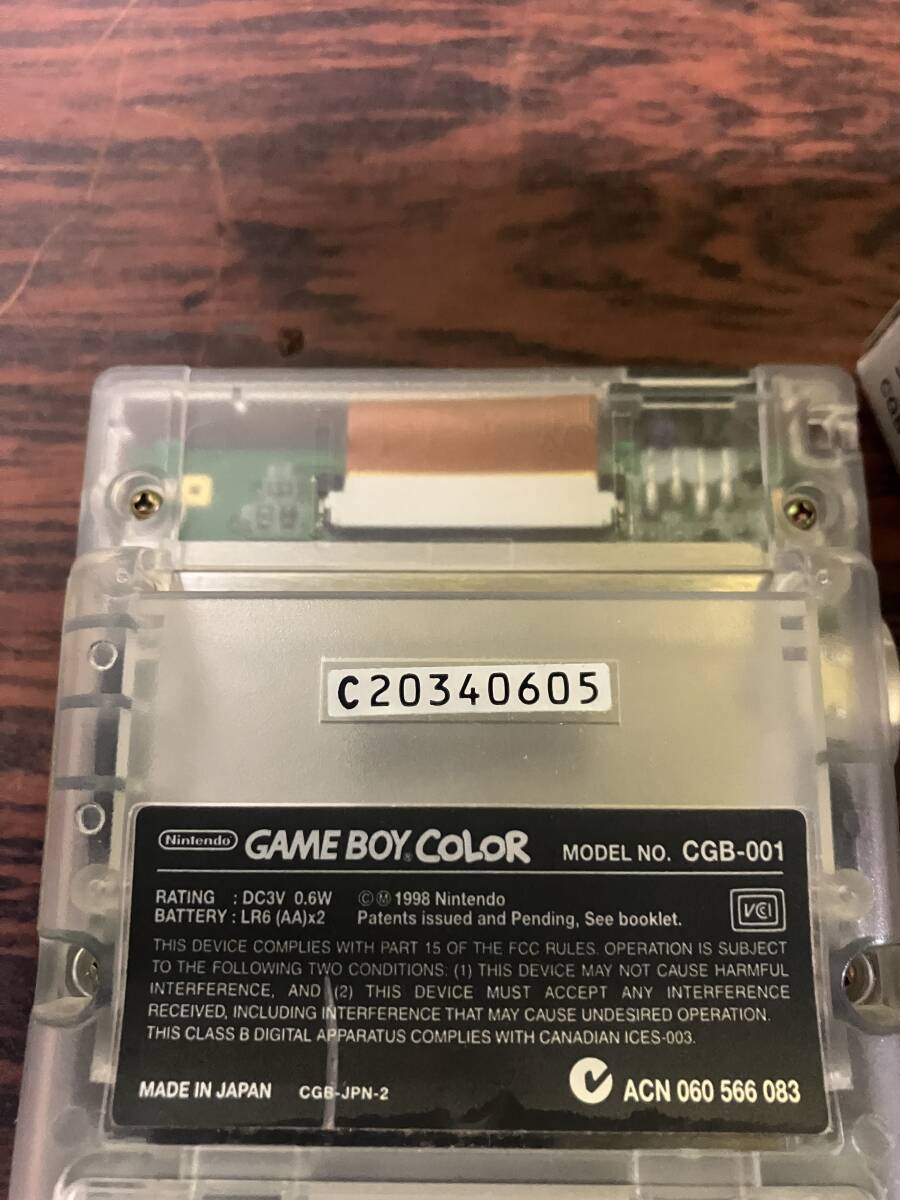 C20340605
Nintendo GAME BOY COLOR MODEL NO. CGB-001
RATING : DC3V 0.6W ©Ⓜ1998 Nintendo
BATTERY : LR6 (AA)x2 Patents issued and Pending, See booklet.
VCI
THIS DEVICE COMPLIES WITH PART 15 OF THE FCC RULES. OPERATION IS SUBJECT
TO THE FOLLOWING TWO CONDITIONS: (1) THIS DEVICE MAY NOT CAUSE HARMFUL
INTERFERENCE, AND (2) THIS DEVICE MUST ACCEPT ANY INTERFERENCE
RECEIVED, INCLUDING INTERFERENCE THAT MAY CAUSE UNDESIRED OPERATION.
THIS CLASS B DIGITAL APPARATUS COMPLIES WITH CANADIAN ICES-003.
MADE IN JAPAN CGB-JPN-2 ACN 060 566 083